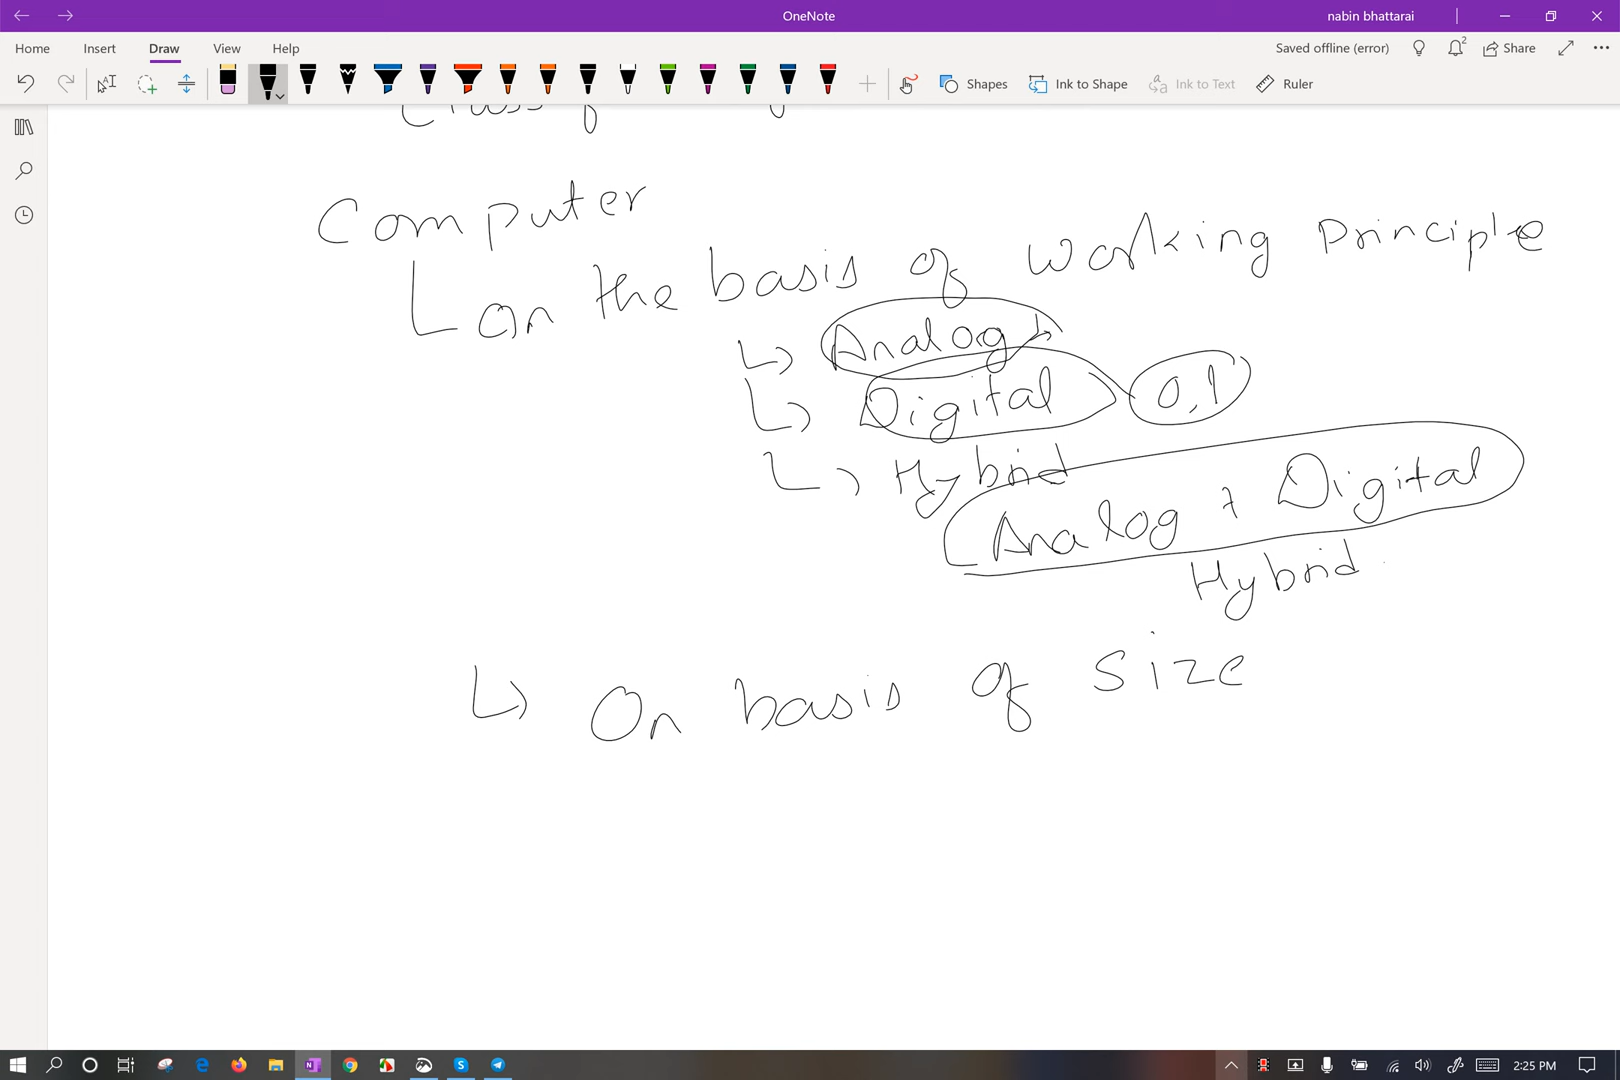 OneNote
nabin bhattarai
Home Insert Draw View Help
Saved offline (error) 2 Share
Shapes Ink to Shape Ink to Text Ruler
Computer
on the basis of working Principle
Analog
Digital 0,1
Hybrid
Analog + Digital
Hybrid
On basis of size
2:25 PM